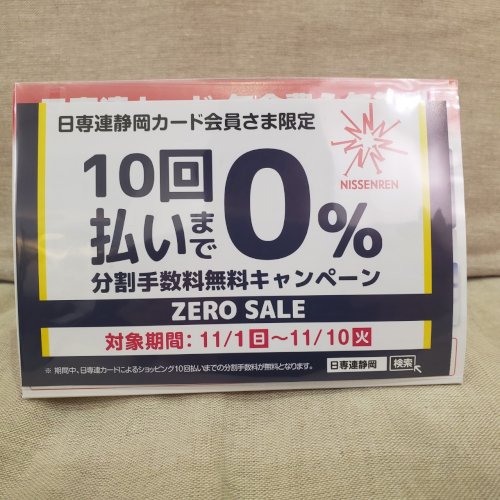 日専連静岡カード会員さま限定
NISSENREN
10回
払いまで
0%
分割手数料無料キャンペーン
ZERO SALE
対象期間: 11/1日〜11/10火
※ 期間中、日専連カードによるショッピング10回払いまでの分割手数料が無料となります。
日専連静岡 検索